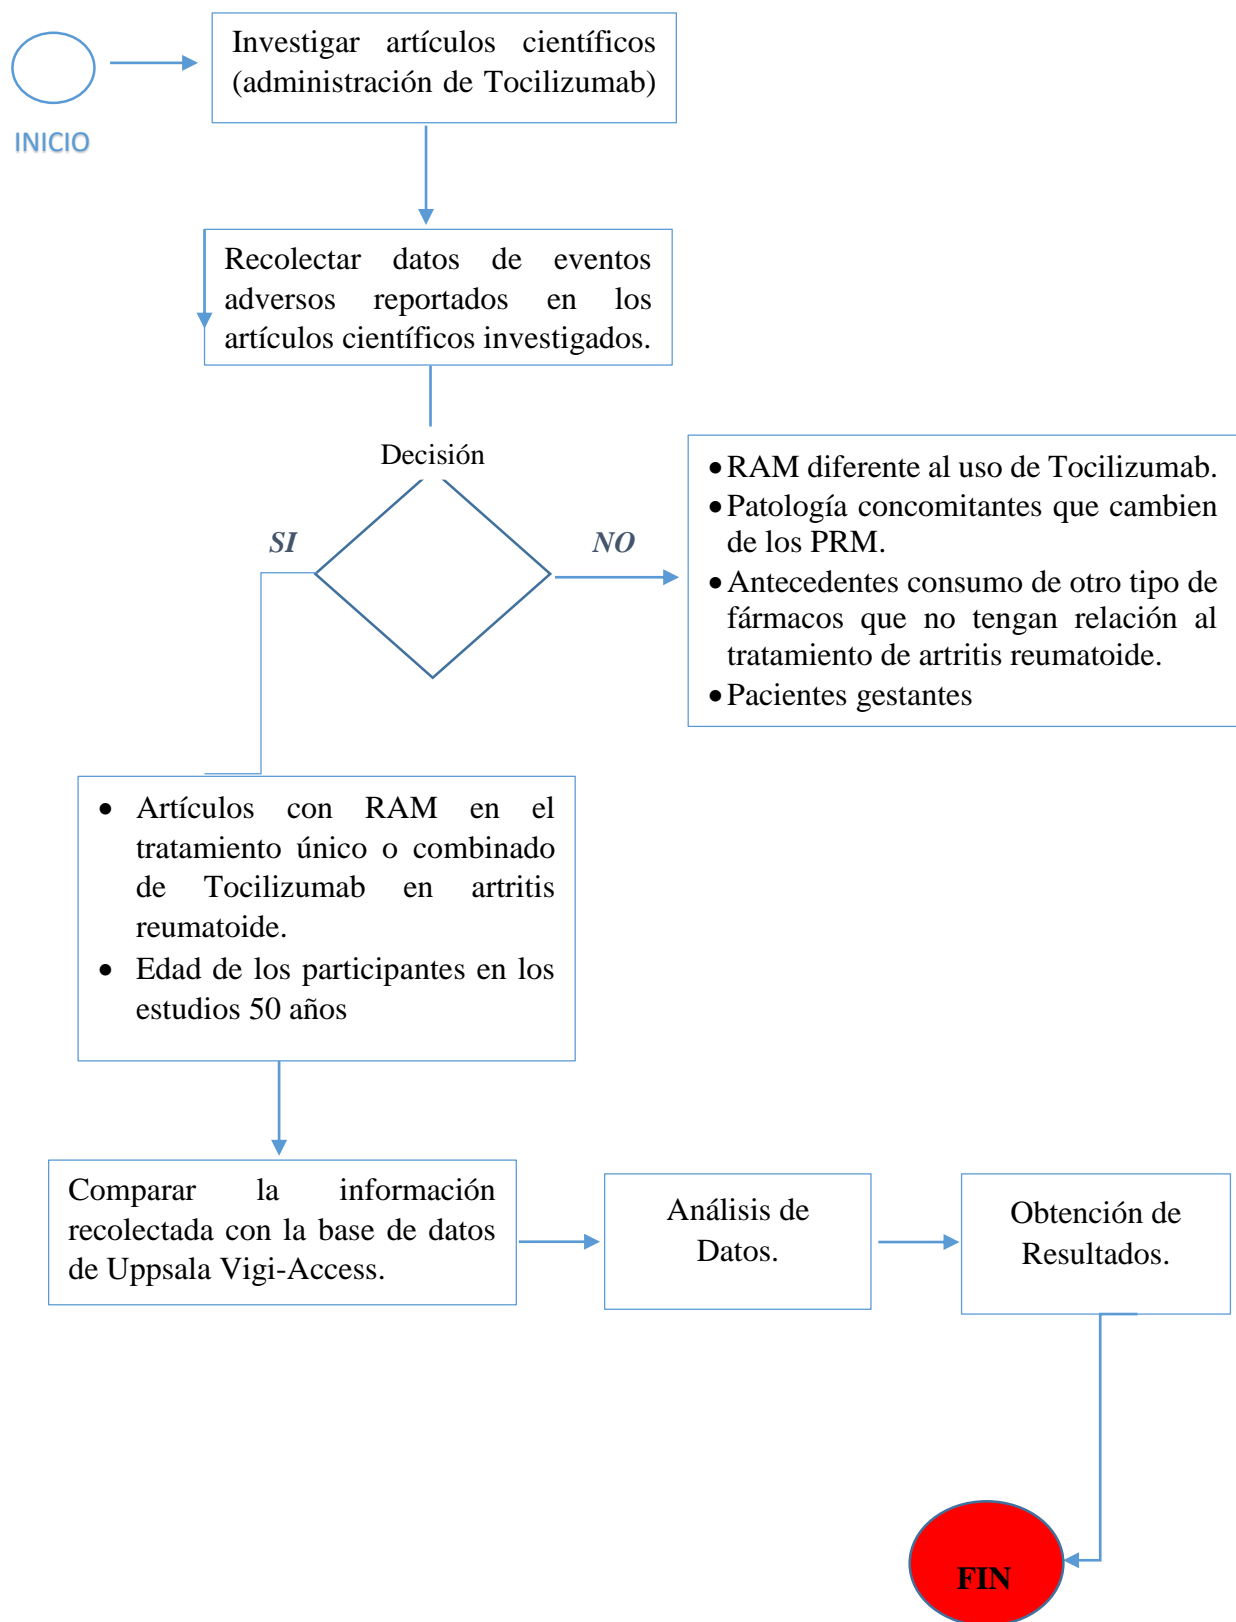 Investigar artículos científicos
(administración de Tocilizumab)
INICIO
Recolectar datos de eventos
adversos reportados en los
artículos científicos investigados.
Decisión
SI
NO
• RAM diferente al uso de Tocilizumab.
• Patología concomitantes que cambien
de los PRM.
• Antecedentes consumo de otro tipo de
fármacos que no tengan relación al
tratamiento de artritis reumatoide.
• Pacientes gestantes
• Artículos con RAM en el
tratamiento único o combinado
de Tocilizumab en artritis
reumatoide.
• Edad de los participantes en los
estudios 50 años
Comparar la información
recolectada con la base de datos
de Uppsala Vigi-Access.
Análisis de
Datos.
Obtención de
Resultados.
FIN